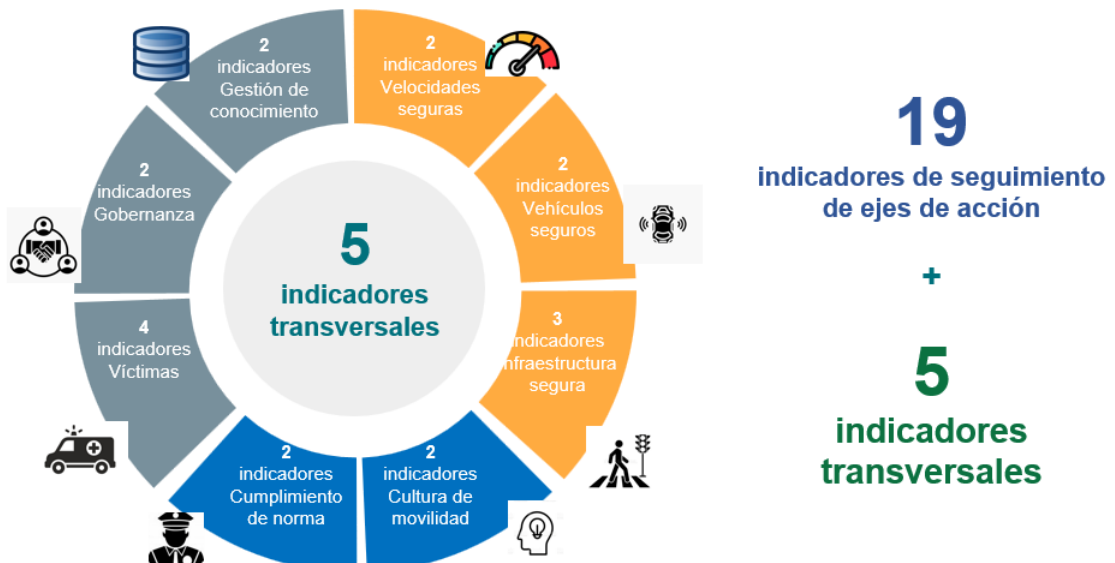 2
indicadores
Gestión de
conocimiento
2
indicadores
Velocidades
seguras
2
indicadores
Vehículos
seguros
3
indicadores
Infraestructura
segura
2
indicadores
Cultura de
movilidad
2
indicadores
Cumplimiento
de norma
4
indicadores
Víctimas
2
indicadores
Gobernanza
5
indicadores
transversales
19
indicadores de seguimiento
de ejes de acción
+
5
indicadores
transversales